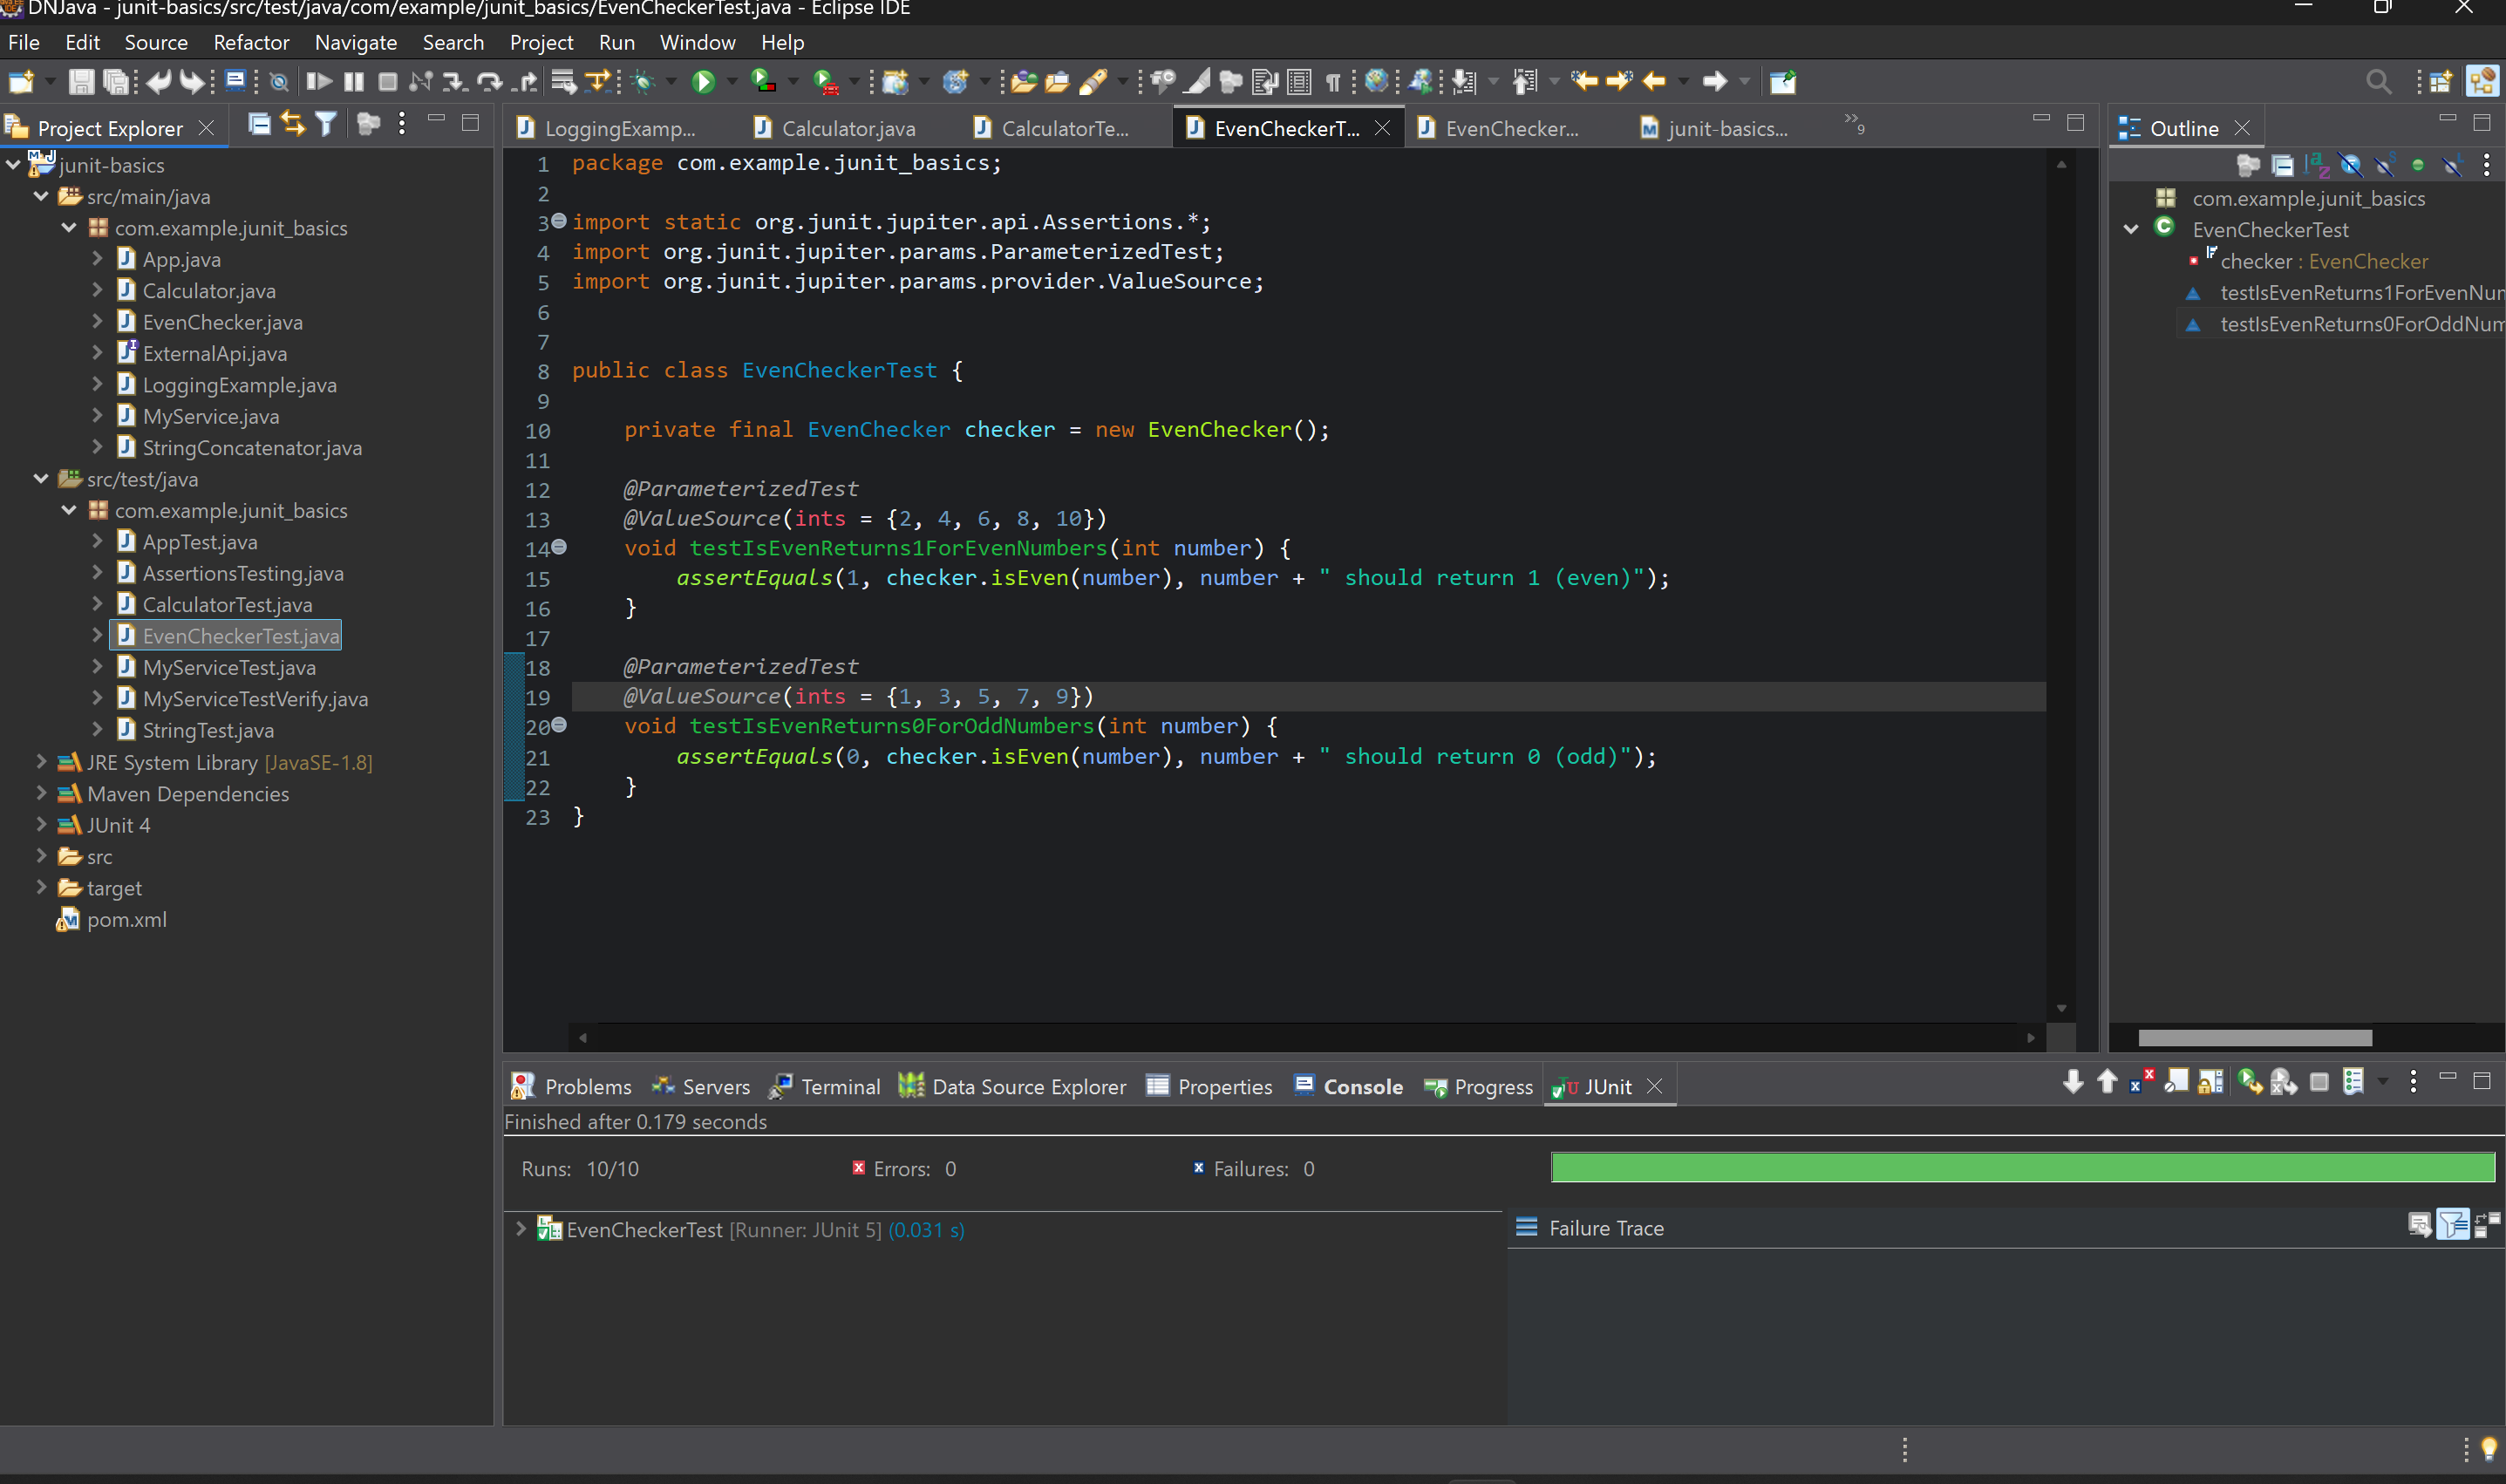 DNJava - junit-basics/src/test/java/com/example/junit_basics/EvenCheckerTest.java - Eclipse IDE
File Edit Source Refactor Navigate Search Project Run Window Help
Project Explorer
junit-basics
src/main/java
com.example.junit_basics
App.java
Calculator.java
EvenChecker.java
ExternalApi.java
LoggingExample.java
MyService.java
StringConcatenator.java
src/test/java
com.example.junit_basics
AppTest.java
AssertionsTesting.java
CalculatorTest.java
EvenCheckerTest.java
MyServiceTest.java
MyServiceTestVerify.java
StringTest.java
JRE System Library [JavaSE-1.8]
Maven Dependencies
JUnit 4
src
target
pom.xml
LoggingExamp... Calculator.java CalculatorTe... EvenCheckerT... EvenChecker... junit-basics... »9
1 package com.example.junit_basics;
2
3 import static org.junit.jupiter.api.Assertions.*;
4 import org.junit.jupiter.params.ParameterizedTest;
5 import org.junit.jupiter.params.provider.ValueSource;
6
7
8 public class EvenCheckerTest {
9
10 private final EvenChecker checker = new EvenChecker();
11
12 @ParameterizedTest
13 @ValueSource(ints = {2, 4, 6, 8, 10})
14 void testIsEvenReturns1ForEvenNumbers(int number) {
15 assertEquals(1, checker.isEven(number), number + " should return 1 (even)");
16 }
17
18 @ParameterizedTest
19 @ValueSource(ints = {1, 3, 5, 7, 9})
20 void testIsEvenReturns0ForOddNumbers(int number) {
21 assertEquals(0, checker.isEven(number), number + " should return 0 (odd)");
22 }
23 }
Outline
com.example.junit_basics
EvenCheckerTest
checker : EvenChecker
testIsEvenReturns1ForEvenNum
testIsEvenReturns0ForOddNum
Problems Servers Terminal Data Source Explorer Properties Console Progress JUnit
Finished after 0.179 seconds
Runs: 10/10 Errors: 0 Failures: 0
EvenCheckerTest [Runner: JUnit 5] (0.031 s)
Failure Trace